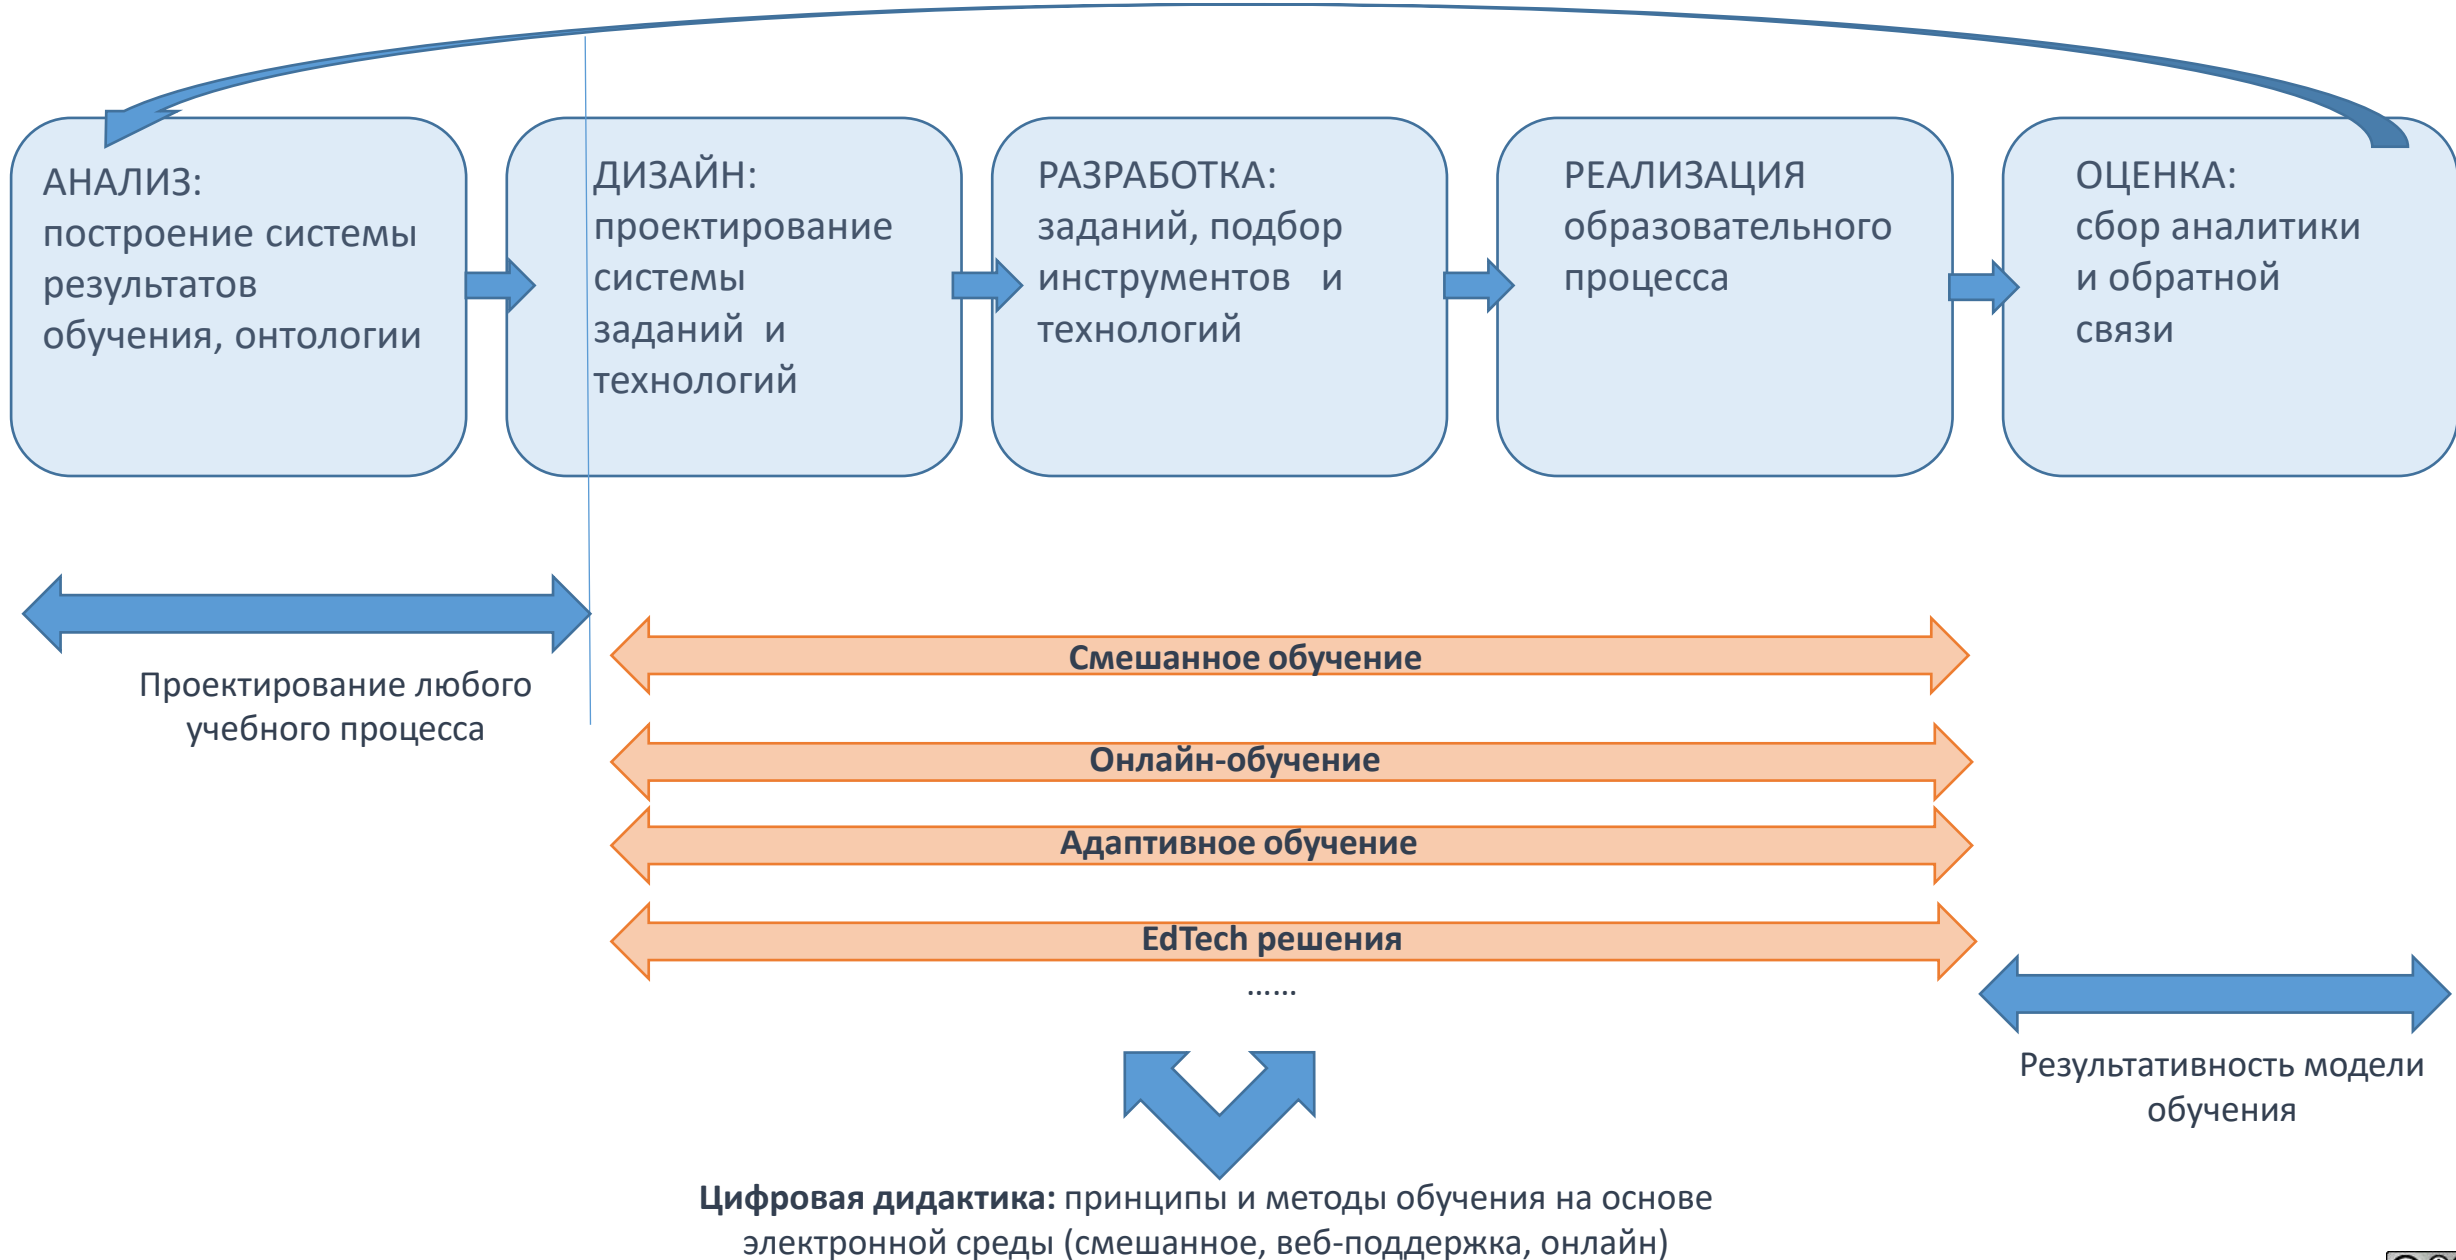 АНАЛИЗ:
построение системы
результатов
обучения, онтологии
ДИЗАЙН:
проектирование
системы
заданий и
технологий
РАЗРАБОТКА:
заданий, подбор
инструментов и
технологий
РЕАЛИЗАЦИЯ
образовательного
процесса
ОЦЕНКА:
сбор аналитики
и обратной
связи
Проектирование любого
учебного процесса
Смешанное обучение
Онлайн-обучение
Адаптивное обучение
EdTech решения
......
Результативность модели
обучения
Цифровая дидактика: принципы и методы обучения на основе
электронной среды (смешанное, веб-поддержка, онлайн)